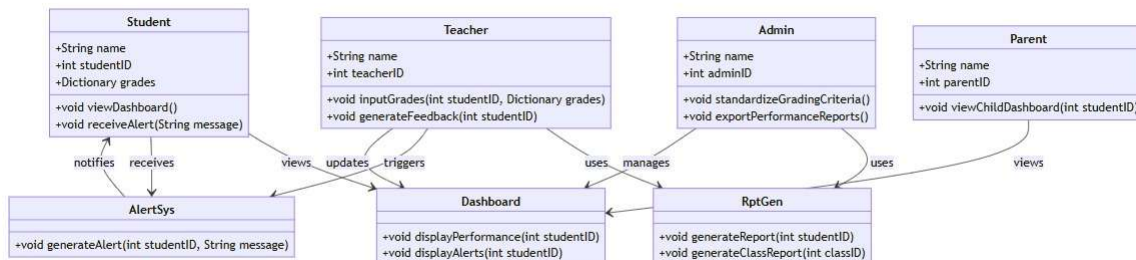 Student
+String name
+int studentID
+Dictionary grades
+void viewDashboard()
+void receiveAlert(String message)
Teacher
+String name
+int teacherID
+void inputGrades(int studentID, Dictionary grades)
+void generateFeedback(int studentID)
Admin
+String name
+int adminID
+void standardizeGradingCriteria()
+void exportPerformanceReports()
Parent
+String name
+int parentID
+void viewChildDashboard(int studentID)
notifies
receives
views
updates
triggers
uses
manages
uses
views
AlertSys
+void generateAlert(int studentID, String message)
Dashboard
+void displayPerformance(int studentID)
+void displayAlerts(int studentID)
RptGen
+void generateReport(int studentID)
+void generateClassReport(int classID)